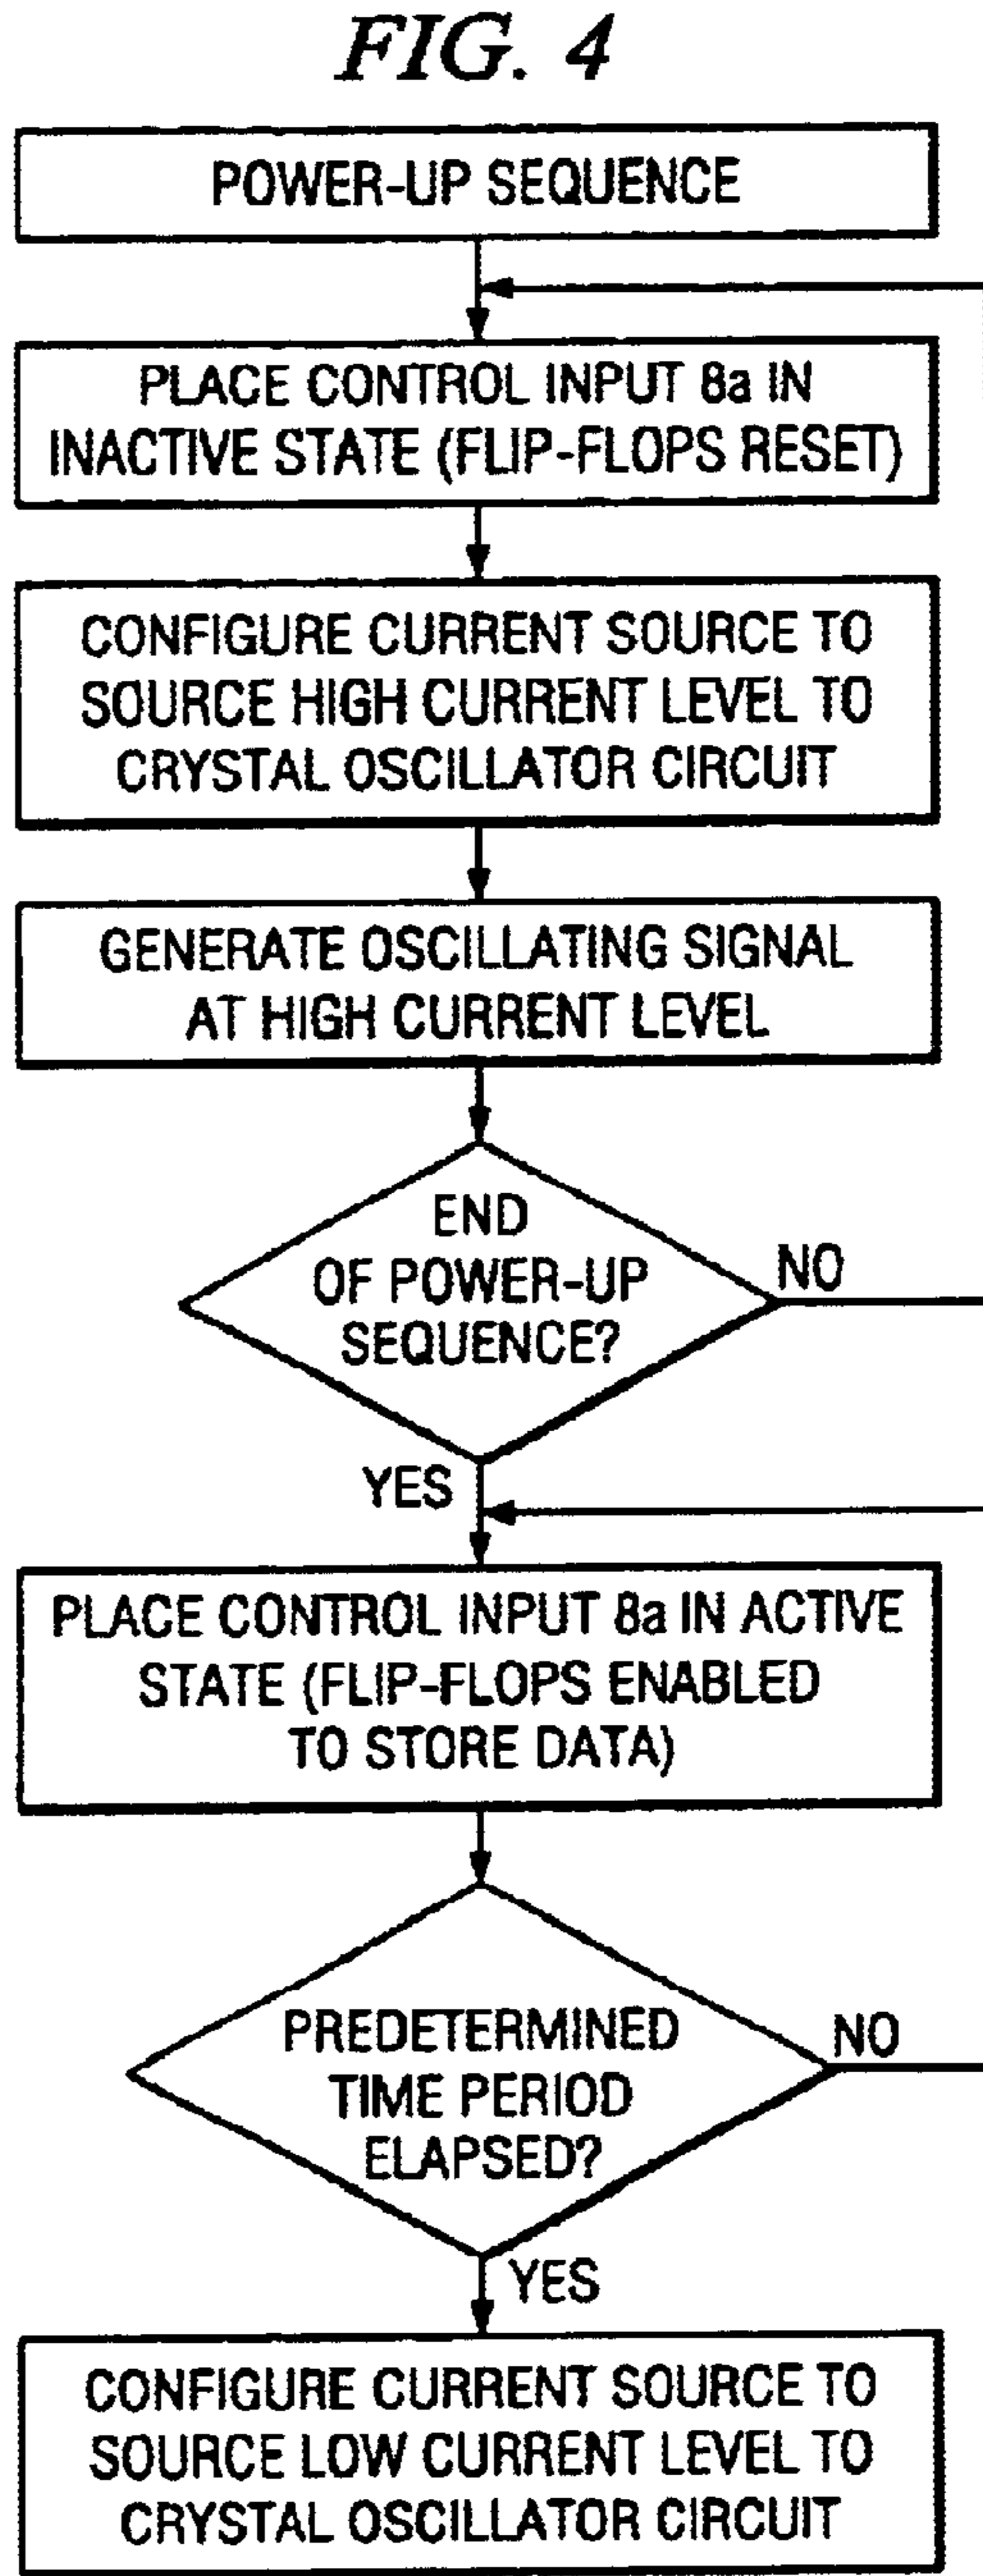 FIG. 4
POWER-UP SEQUENCE
PLACE CONTROL INPUT 8a IN
INACTIVE STATE (FLIP-FLOPS RESET)
CONFIGURE CURRENT SOURCE TO
SOURCE HIGH CURRENT LEVEL TO
CRYSTAL OSCILLATOR CIRCUIT
GENERATE OSCILLATING SIGNAL
AT HIGH CURRENT LEVEL
END
OF POWER-UP
SEQUENCE?
NO
YES
PLACE CONTROL INPUT 8a IN ACTIVE
STATE (FLIP-FLOPS ENABLED
TO STORE DATA)
PREDETERMINED
TIME PERIOD
ELAPSED?
NO
YES
CONFIGURE CURRENT SOURCE TO
SOURCE LOW CURRENT LEVEL TO
CRYSTAL OSCILLATOR CIRCUIT